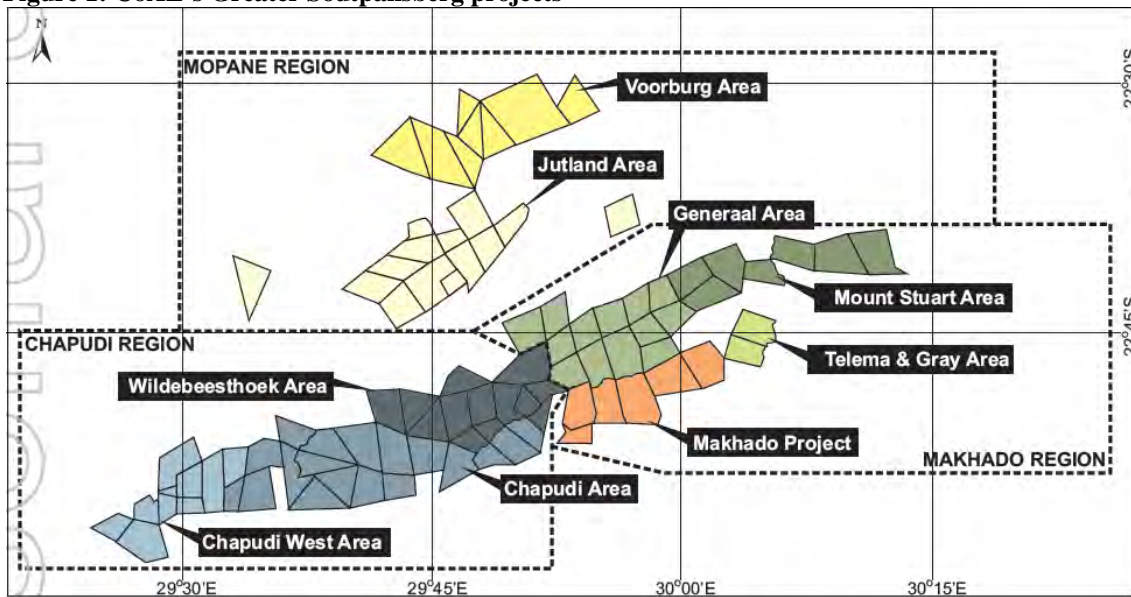 N
MOPANE REGION
Voorburg Area
22°30'S
Jutland Area
Generaal Area
Mount Stuart Area
CHAPUDI REGION
22°45'S
Telema & Gray Area
Wildebeesthoek Area
Makhado Project
MAKHADO REGION
Chapudi Area
Chapudi West Area
29°30'E
29°45'E
30°00'E
30°15'E